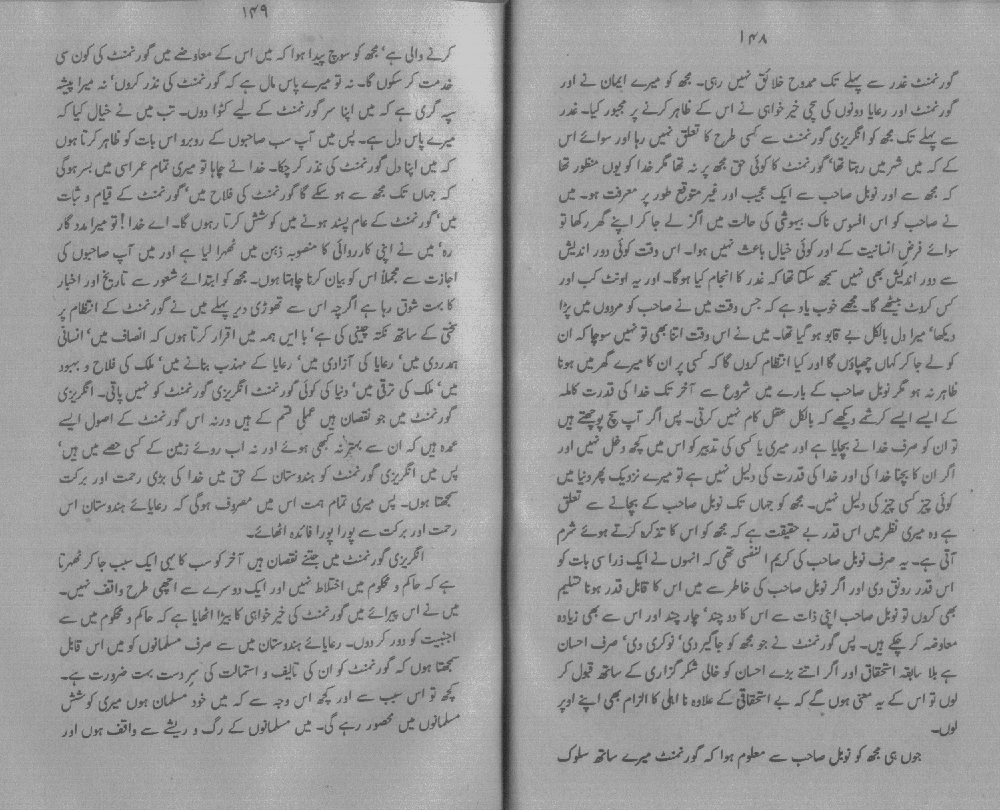 ۱۴۸
گورنمنٹ غدر سے پہلے تک ممدوح خلائق نہیں رہی۔ مجھ کو میرے ایمان نے اور
گورنمنٹ اور رعایا دونوں کی سچی خیر خواہی نے اس کے ظاہر کرنے پر مجبور کیا۔ غدر
سے پہلے تک مجھ کو انگریزی گورنمنٹ سے کسی طرح کا تعلق نہیں رہا اور سوائے اس
کے کہ میں شہر میں رہتا تھا' گورنمنٹ کا کوئی حق مجھ پر نہ تھا مگر خدا کو یوں منظور تھا
کہ مجھ سے اور نوبل صاحب سے ایک عجیب اور غیر متوقع طور پر معرفت ہو۔ میں
نے صاحب کو اس افسوس ناک بیہوشی کی حالت میں اگر لے جا کر اپنے گھر رکھا تو
سوائے فرض انسانیت کے اور کوئی خیال باعث نہیں ہوا۔ اس وقت کوئی دور اندیش
سے دور اندیش بھی نہیں سمجھ سکتا تھا کہ غدر کا انجام کیا ہوگا۔ اور یہ اونٹ کب اور
کس کروٹ بیٹھے گا۔ مجھے خوب یاد ہے کہ جس وقت میں نے صاحب کو مردوں میں پڑا
دیکھا' میرا دل بالکل بے قابو ہو گیا تھا۔ میں نے اس وقت اتنا بھی تو نہیں سوچا کہ ان
کو لے جا کر کہاں چھپاؤں گا اور کیا انتظام کروں گا کہ کسی پر ان کا میرے گھر میں ہونا
ظاہر نہ ہو مگر نوبل صاحب کے بارے میں شروع سے آخر تک خدا کی قدرت کاملہ
کے ایسے ایسے کرشمے دیکھے کہ بالکل عقل کام نہیں کرتی۔ پس اگر آپ سچ پوچھتے ہیں
تو ان کو صرف خدا نے بچایا ہے اور میری یا کسی کی تدبیر کو اس میں کچھ دخل نہیں اور
اگر ان کا بچنا خدا کی اور خدا کی قدرت کی دلیل نہیں ہے تو میرے نزدیک پھر دنیا میں
کوئی چیز کسی چیز کی دلیل نہیں۔ مجھ کو جہاں تک نوبل صاحب کے بچانے سے تعلق
ہے وہ میری نظر میں اس قدر بے حقیقت ہے کہ مجھ کو اس کا تذکرہ کرتے ہوئے شرم
آتی ہے۔ یہ صرف نوبل صاحب کی کریم النفسی تھی کہ انہوں نے ایک ذرا سی بات کو
اس قدر رونق دی اور اگر نوبل صاحب کی خاطر سے میں اس کا قابل قدر ہونا تسلیم
بھی کروں تو نوبل صاحب اپنی ذات سے اس کا دو چند' چار چند اور اس سے بھی زیادہ
معاوضہ کر چکے ہیں۔ پس گورنمنٹ نے جو مجھ کو جاگیر دی' نوکری دی' صرف احسان
ہے بلا سابقہ استحقاق اور اگر اتنے بڑے احسان کو خالی شکر گزاری کے ساتھ قبول کر
لوں تو اس کے یہ معنی ہوں گے کہ بے استحقاقی کے علاوہ نا اہلی کا الزام بھی اپنے اوپر
لوں۔
جوں ہی مجھ کو نوبل صاحب سے معلوم ہوا کہ گورنمنٹ میرے ساتھ سلوک
۱۴۹
کرنے والی ہے' مجھ کو سوچ پیدا ہوا کہ میں اس کے معاوضے میں گورنمنٹ کی کون سی
خدمت کر سکوں گا۔ نہ تو میرے پاس مال ہے کہ گورنمنٹ کی نذر کروں' نہ میرا پیشہ
سپہ گری ہے کہ میں اپنا سر گورنمنٹ کے لیے کٹوا دوں۔ تب میں نے خیال کیا کہ
میرے پاس دل ہے۔ پس میں آپ سب صاحبوں کے روبرو اس بات کو ظاہر کرتا ہوں
کہ میں اپنا دل گورنمنٹ کی نذر کر چکا۔ خدا نے چاہا تو میری تمام عمر اسی میں بسر ہوگی
کہ جہاں تک مجھ سے ہو سکے گا گورنمنٹ کی فلاح میں' گورنمنٹ کے قیام و ثبات
میں' گورنمنٹ کے عام پسند ہونے میں کوشش کرتا رہوں گا۔ اے خدا! تو میرا مددگار
رہ' میں نے اپنی کارروائی کا منصوبہ ذہن میں ٹھہرا لیا ہے اور میں آپ صاحبوں کی
اجازت سے مجملاً اس کو بیان کرنا چاہتا ہوں۔ مجھ کو ابتدائے شعور سے تاریخ اور اخبار
کا بہت شوق رہا ہے اگرچہ اس سے تھوڑی دیر پہلے میں نے گورنمنٹ کے انتظام پر
سختی کے ساتھ نکتہ چینی کی ہے' با ایں ہمہ میں اقرار کرتا ہوں کہ انصاف میں' انسانی
ہمدردی میں' رعایا کی آزادی میں' رعایا کے مہذب بنانے میں' ملک کی فلاح و بہبود
میں' ملک کی ترقی میں' دنیا کی کوئی گورنمنٹ انگریزی گورنمنٹ کو نہیں پاتی۔ انگریزی
گورنمنٹ میں جو نقصان ہیں عملی قسم کے ہیں ورنہ اس گورنمنٹ کے اصول ایسے
عمدہ ہیں کہ ان سے بہتر نہ کبھی ہوئے اور نہ اب روئے زمین کے کسی حصے میں ہیں'
پس میں انگریزی گورنمنٹ کو ہندوستان کے حق میں خدا کی بڑی رحمت اور برکت
سمجھتا ہوں۔ پس میری تمام ہمت اس میں مصروف ہوگی کہ رعایائے ہندوستان اس
رحمت اور برکت سے پورا پورا فائدہ اٹھائے۔
انگریزی گورنمنٹ میں جتنے نقصان ہیں آخر کو سب کا یہی ایک سبب جا کر ٹھہرتا
ہے کہ حاکم و محکوم میں اختلاط نہیں اور ایک دوسرے سے اچھی طرح واقف نہیں۔
میں نے اس پیرائے میں گورنمنٹ کی خیر خواہی کا بیڑا اٹھایا ہے کہ حاکم و محکوم میں سے
اجنبیت کو دور کر دوں۔ رعایائے ہندوستان میں سے صرف مسلمانوں کو میں اس قابل
سمجھتا ہوں کہ گورنمنٹ کو ان کی تالیف و استمالت کی سردست بہت ضرورت ہے۔
کچھ تو اس سبب سے اور کچھ اس وجہ سے کہ میں خود مسلمان ہوں میری کوشش
مسلمانوں میں محصور رہے گی۔ میں مسلمانوں کے رگ و ریشے سے واقف ہوں اور